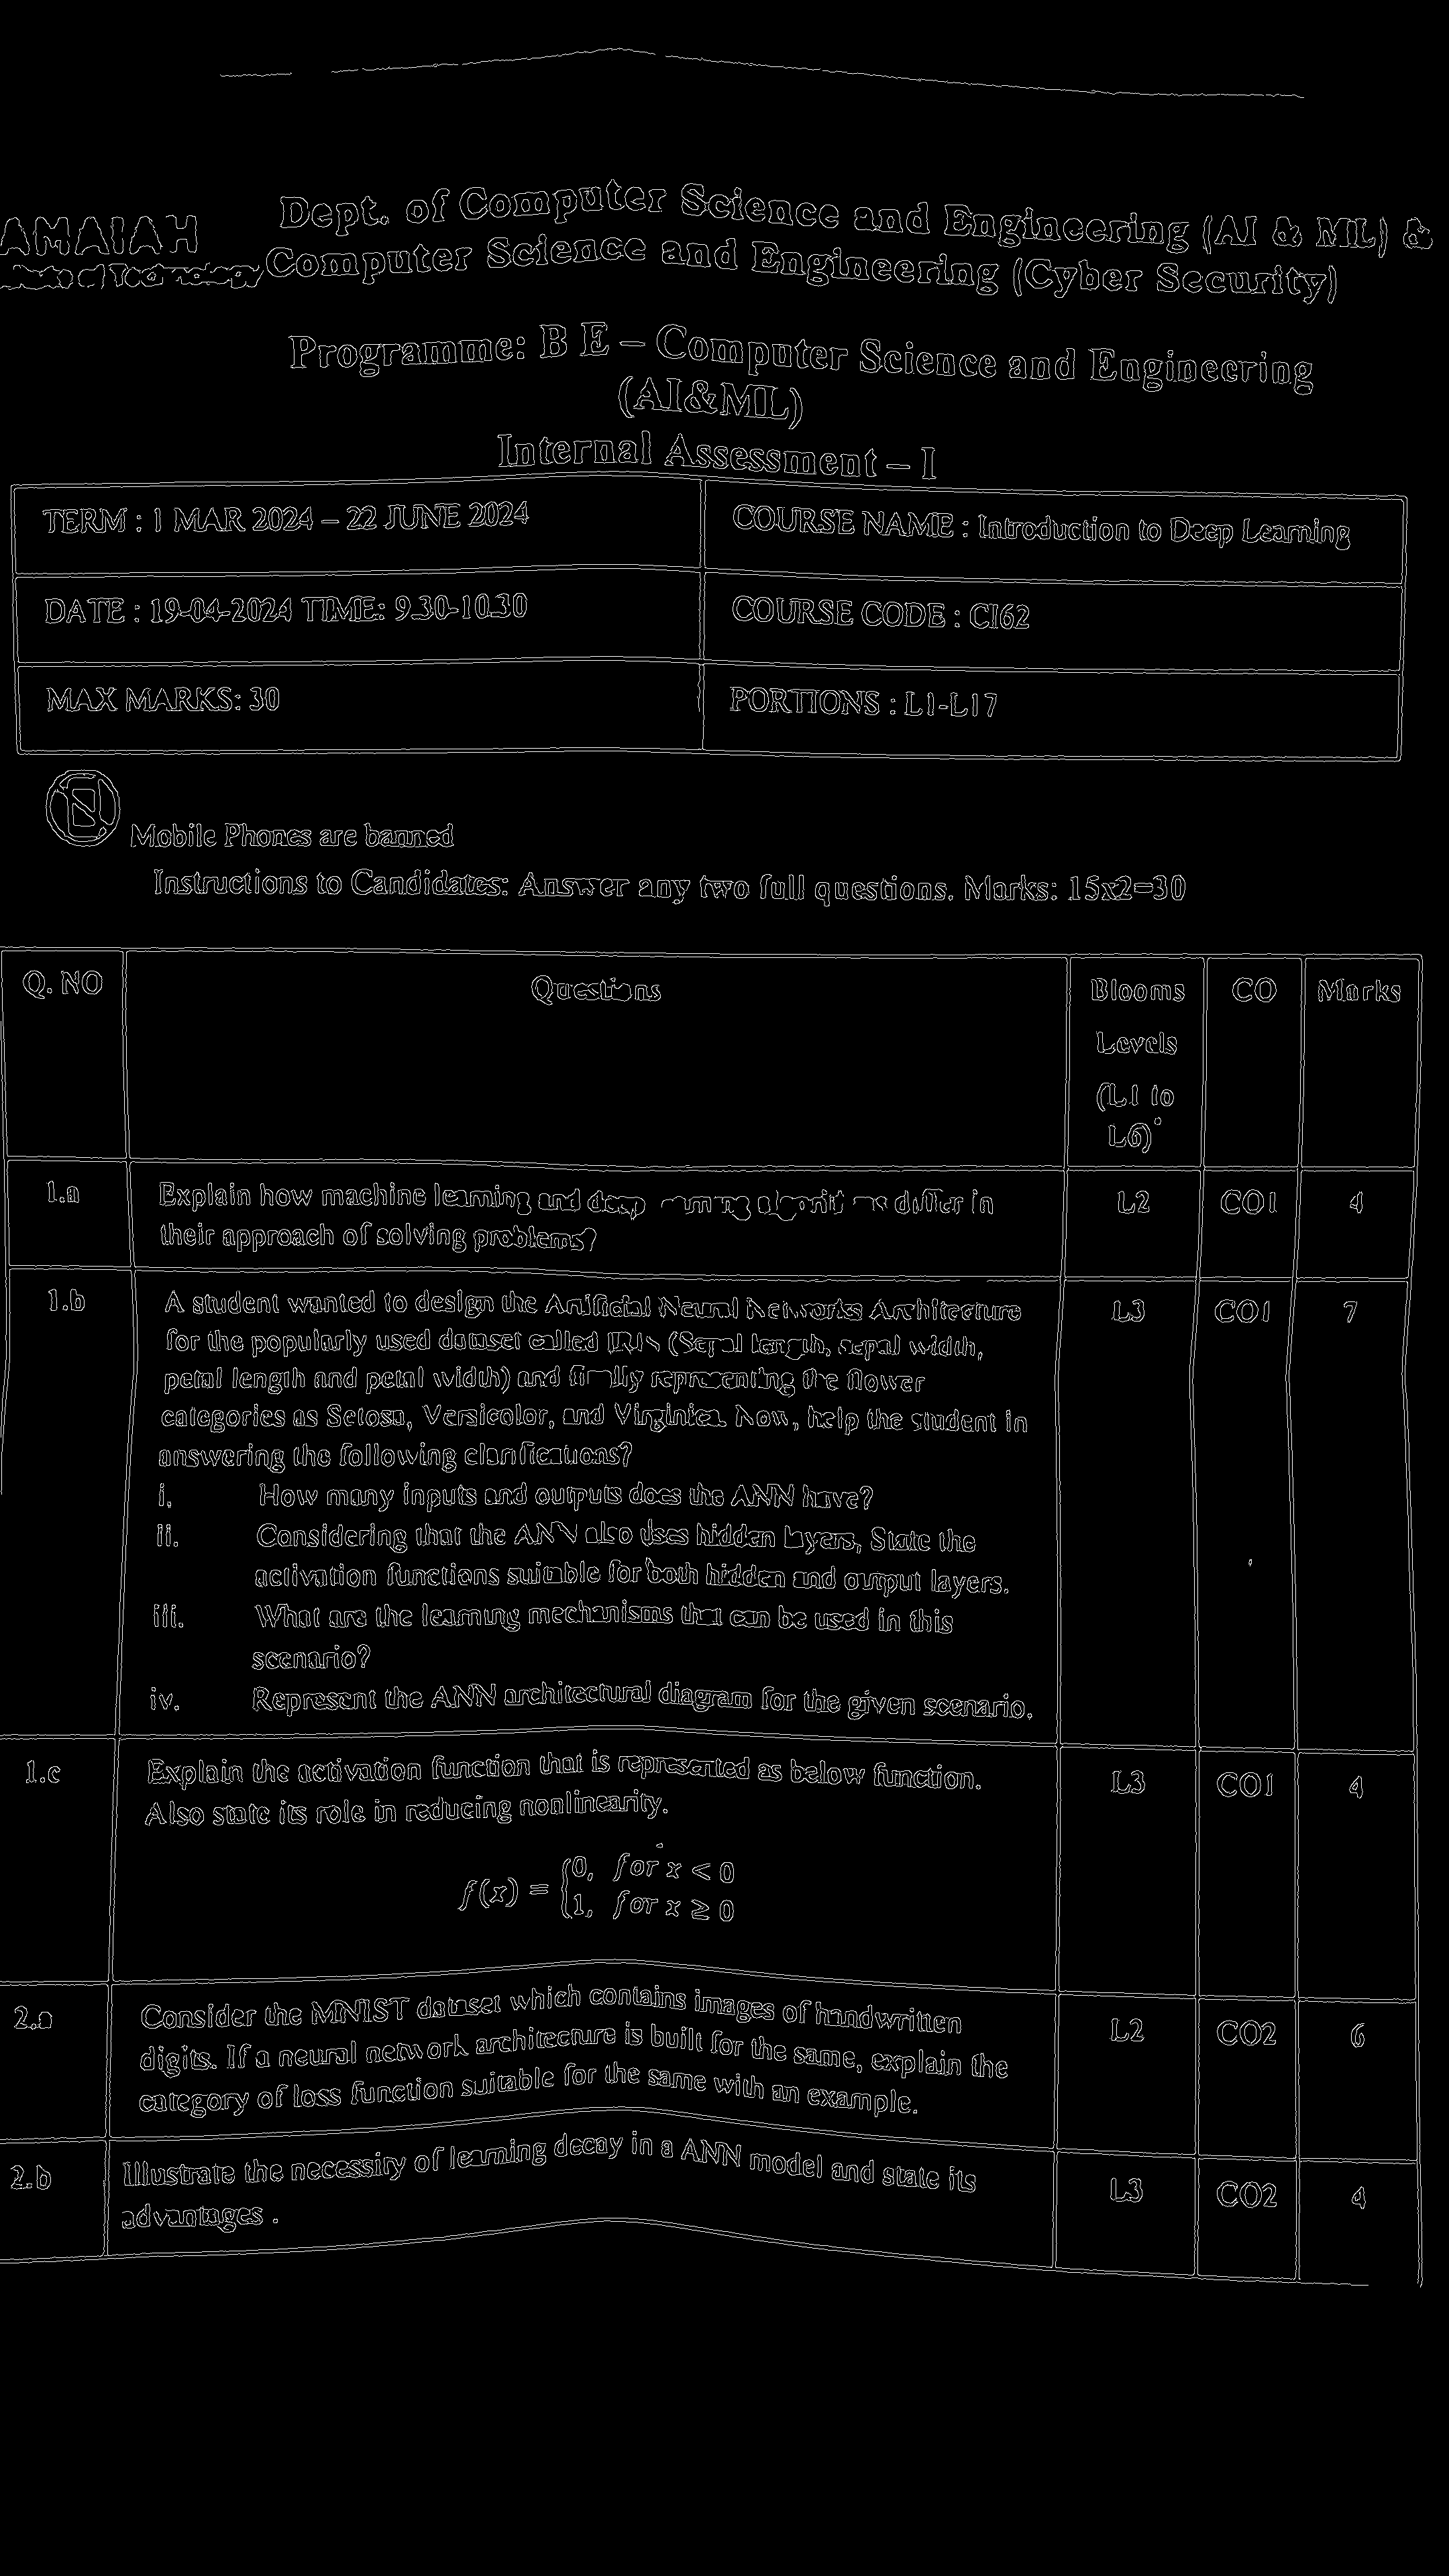 AMAIAH
of Technology
Dept. of Computer Science and Engineering (AI & ML) &
Computer Science and Engineering (Cyber Security)
Programme: B E – Computer Science and Engineering
(AI&ML)
Internal Assessment – I
TERM : 1 MAR 2024 – 22 JUNE 2024 COURSE NAME : Introduction to Deep Learning
DATE : 19-04-2024 TIME: 9.30-10.30 COURSE CODE : CI62
MAX MARKS: 30 PORTIONS : L1-L17
Mobile Phones are banned
Instructions to Candidates: Answer any two full questions. Marks: 15x2=30
Q. NO Questions Blooms CO Marks
Levels
(L1 to
L6)
1.a Explain how machine learning and deep learning algorithms differ in L2 CO1 4
their approach of solving problems?
1.b A student wanted to design the Artificial Neural Networks Architecture L3 CO1 7
for the popularly used dataset called IRIS (Sepal length, sepal width,
petal length and petal width) and finally representing the flower
categories as Setosa, Versicolor, and Virginica. Now, help the student in
answering the following clarifications?
i. How many inputs and outputs does the ANN have?
ii. Considering that the ANN also uses hidden layers, State the
activation functions suitable for both hidden and output layers.
iii. What are the learning mechanisms that can be used in this
scenario?
iv. Represent the ANN architectural diagram for the given scenario.
1.c Explain the activation function that is represented as below function. L3 CO1 4
Also state its role in reducing nonlinearity.
f(x) = {0, for x < 0
1, for x ≥ 0
2.a Consider the MNIST dataset which contains images of handwritten L2 CO2 6
digits. If a neural network architecture is built for the same, explain the
category of loss function suitable for the same with an example.
2.b Illustrate the necessity of learning decay in a ANN model and state its L3 CO2 4
advantages .